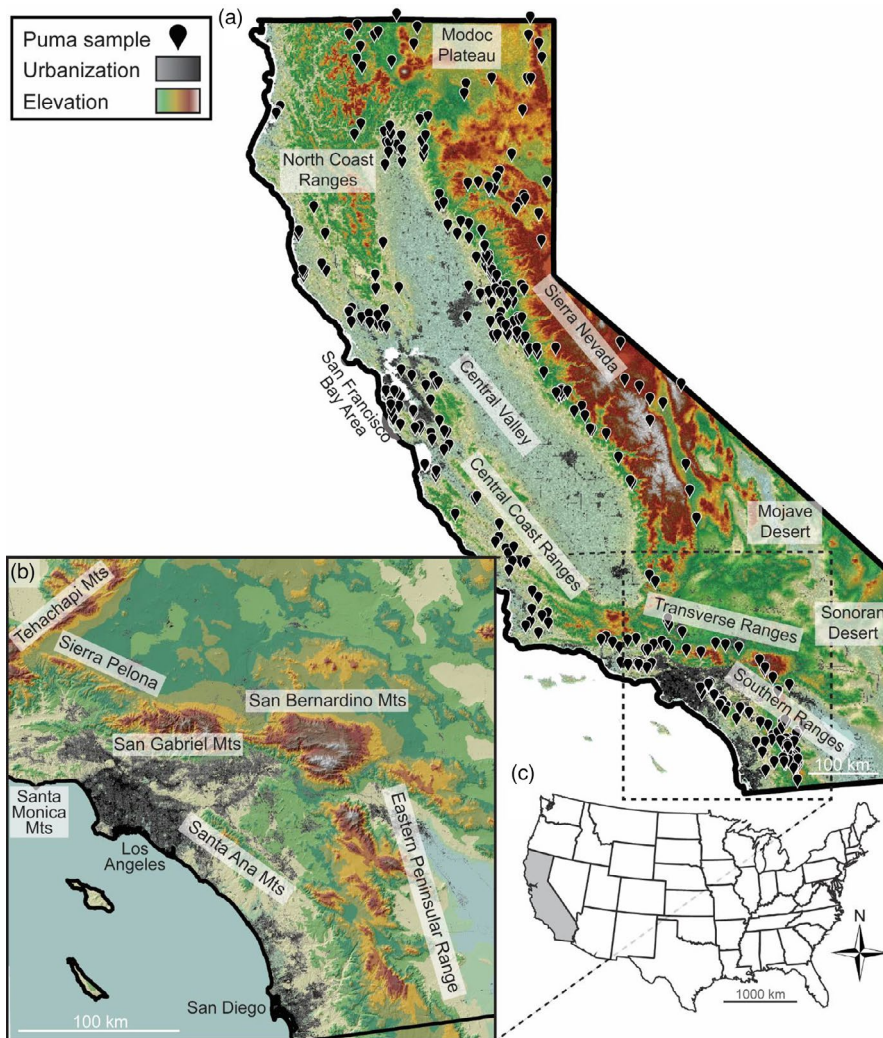 Puma sample
Urbanization
Elevation
(a)
Modoc
Plateau
North Coast
Ranges
Sierra Nevada
San Francisco
Bay Area
Central Valley
Central Coast Ranges
Mojave
Desert
Transverse Ranges
Sonoran
Desert
Southern Ranges
100 km
(b)
Tehachapi Mts
Sierra Pelona
San Bernardino Mts
San Gabriel Mts
Santa
Monica
Mts
Los
Angeles
Santa Ana Mts
Eastern Peninsular Range
San Diego
100 km
(c)
N
1000 km